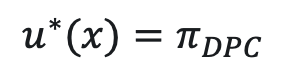 u*(x) = π_DPC